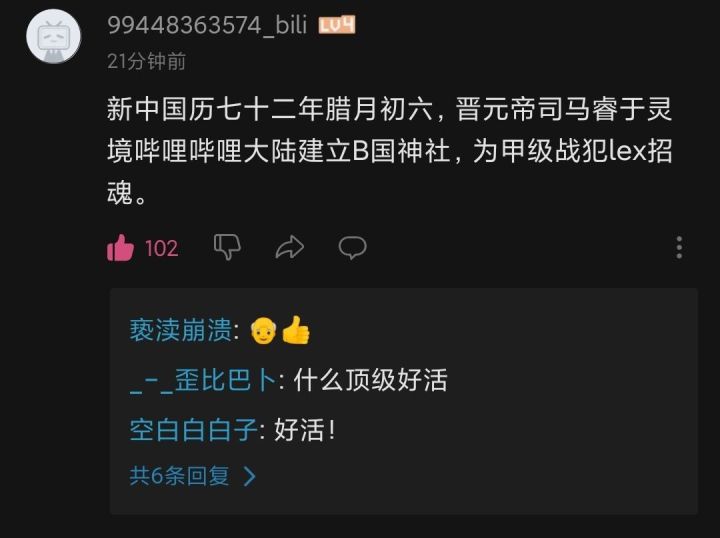 99448363574_bili LV4
21分钟前
新中国历七十二年腊月初六，晋元帝司马睿于灵
境哔哩哔哩大陆建立B国神社，为甲级战犯lex招
魂。
102
亵渎崩溃: 👴👍
_-_歪比巴卜: 什么顶级好活
空白白白子: 好活!
共6条回复 >